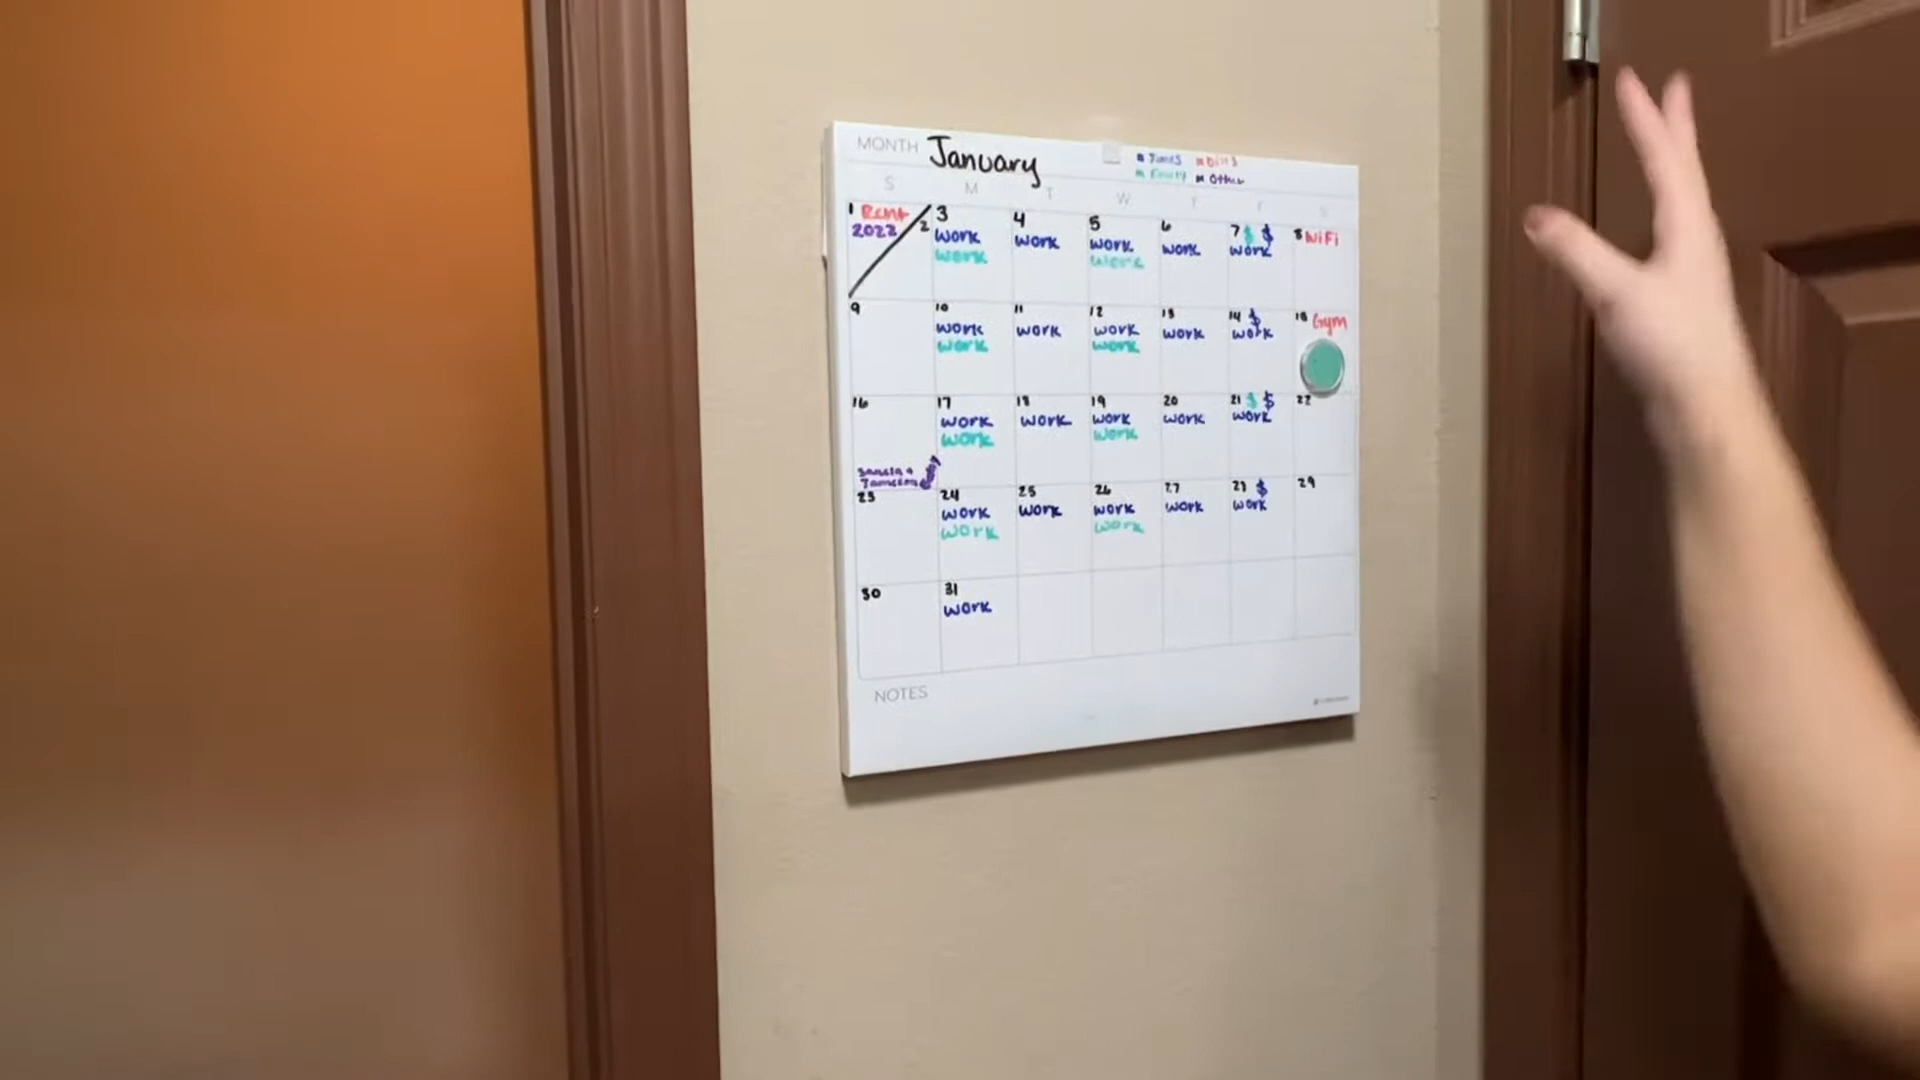 MONTH January
Bills
Emily
Other
S M T W T F S
1 Rent
2022
2
3
work
work
4
work
5
work
work
6
work
7 $ $
work
8 WiFi
9
10
work
work
11
work
12
work
work
13
work
14 $
work
15 Gym
16
17
work
work
18
work
19
work
work
20
work
21 $ $
work
22
23
24
work
work
25
work
26
work
work
27
work
$
work
29
30
31
work
NOTES